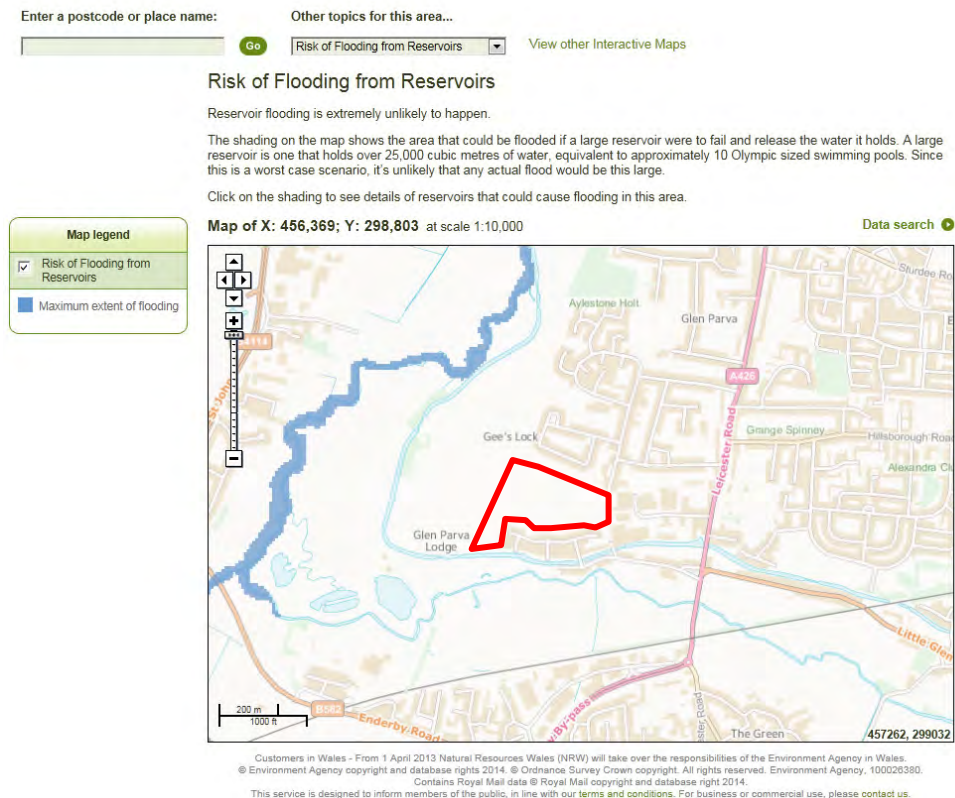 Enter a postcode or place name:
Other topics for this area...
Go
Risk of Flooding from Reservoirs
View other Interactive Maps
Risk of Flooding from Reservoirs
Reservoir flooding is extremely unlikely to happen.
The shading on the map shows the area that could be flooded if a large reservoir were to fail and release the water it holds. A large
reservoir is one that holds over 25,000 cubic metres of water, equivalent to approximately 10 Olympic sized swimming pools. Since
this is a worst case scenario, it's unlikely that any actual flood would be this large.
Click on the shading to see details of reservoirs that could cause flooding in this area.
Map legend
Risk of Flooding from
Reservoirs
Maximum extent of flooding
Map of X: 456,369; Y: 298,803 at scale 1:10,000
Data search
Sturdee Ro
Aylestone Holt
Glen Parva
St John
A426
Leicester Road
Grange Spinney
Hillsborough Road
Gee's Lock
Alexandra Clu
Glen Parva
Lodge
Little Glen
B582
Enderby Road
By-pass
ester Road
The Green
200 m
1000 ft
457262, 299032
Customers in Wales - From 1 April 2013 Natural Resources Wales (NRW) will take over the responsibilities of the Environment Agency in Wales.
© Environment Agency copyright and database rights 2014. © Ordnance Survey Crown copyright. All rights reserved. Environment Agency, 100026380.
Contains Royal Mail data © Royal Mail copyright and database right 2014.
This service is designed to inform members of the public, in line with our terms and conditions. For business or commercial use, please contact us.